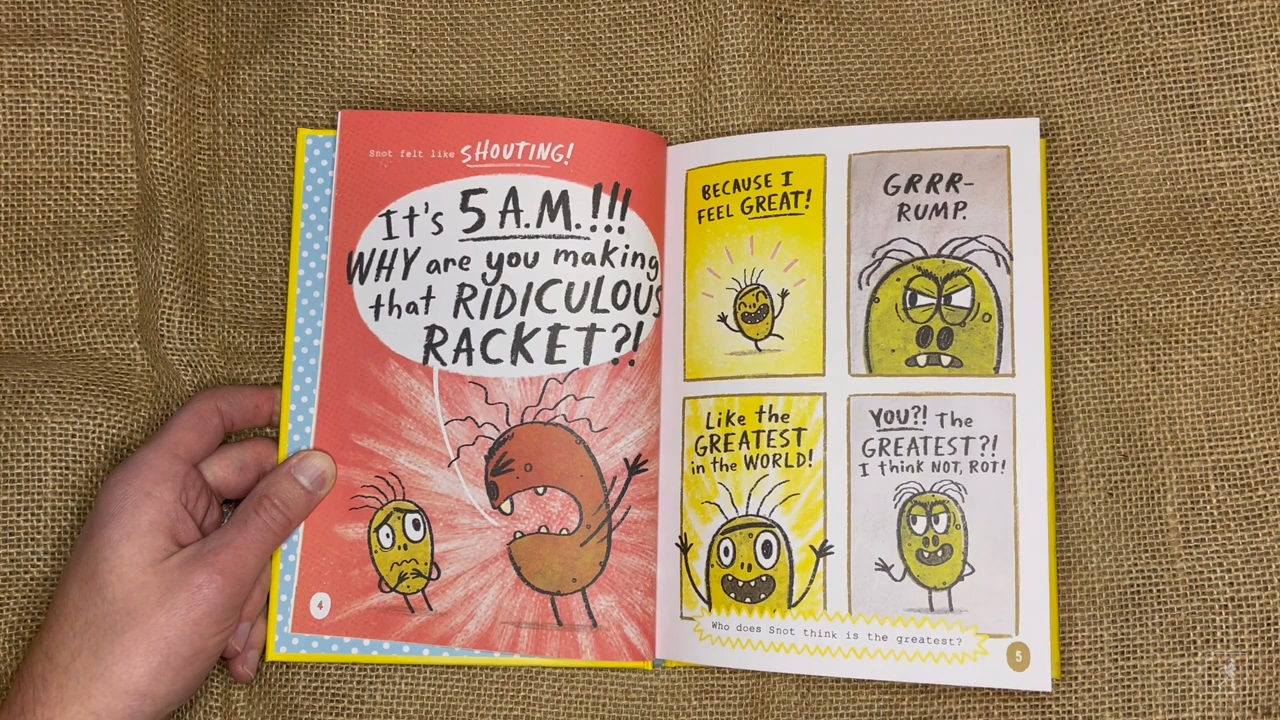 Snot felt like SHOUTING!
It's 5 A.M.!!!
WHY are you making
that RIDICULOUS
RACKET?!
4
BECAUSE I
FEEL GREAT!
GRRR-
RUMP.
Like the
GREATEST
in the WORLD!
YOU?! The
GREATEST?!
I think NOT, ROT!
Who does Snot think is the greatest?
5